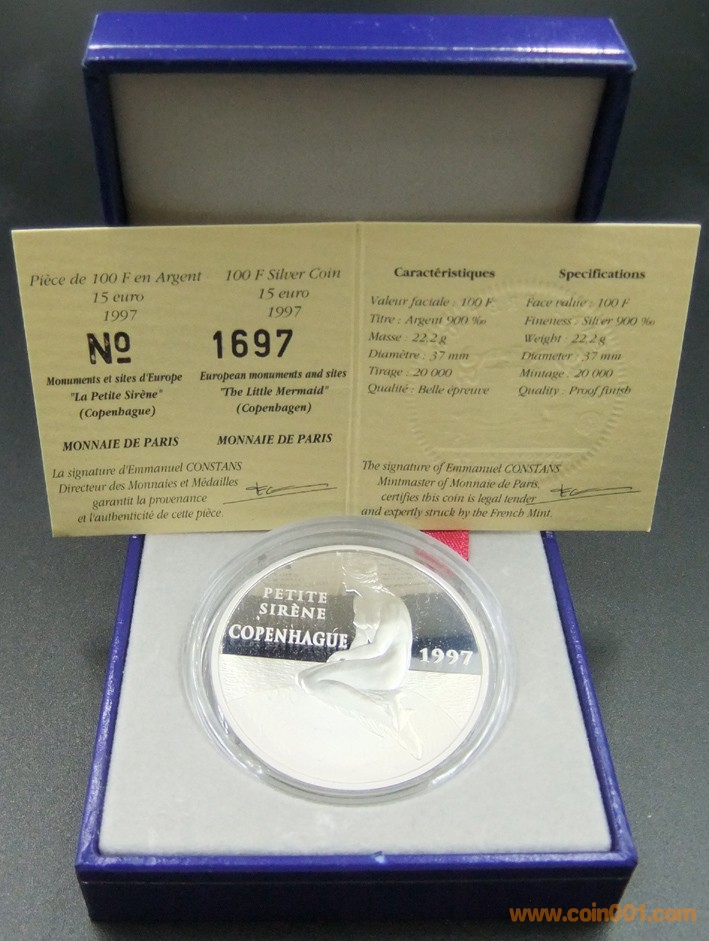 Pièce de 100 F en Argent
15 euro
1997
Nº
Monuments et sites d'Europe
"La Petite Sirène"
(Copenhague)
MONNAIE DE PARIS
100 F Silver Coin
15 euro
1997
1697
European monuments and sites
"The Little Mermaid"
(Copenhagen)
MONNAIE DE PARIS
La signature d'Emmanuel CONSTANS
Directeur des Monnaies et Médailles
garantit la provenance
et l'authenticité de cette pièce.
Caractéristiques
Valeur faciale : 100 F
Titre : Argent 900 ‰
Masse : 22,2 g
Diamètre : 37 mm
Tirage : 20 000
Qualité : Belle épreuve
Specifications
Face value : 100 F
Fineness : Silver 900 ‰
Weight : 22,2 g
Diameter : 37 mm
Mintage : 20 000
Quality : Proof finish
The signature of Emmanuel CONSTANS
Mintmaster of Monnaie de Paris,
certifies this coin is legal tender
and expertly struck by the French Mint.
PETITE
SIRÈNE
COPENHAGUE
1997
www.coin001.com